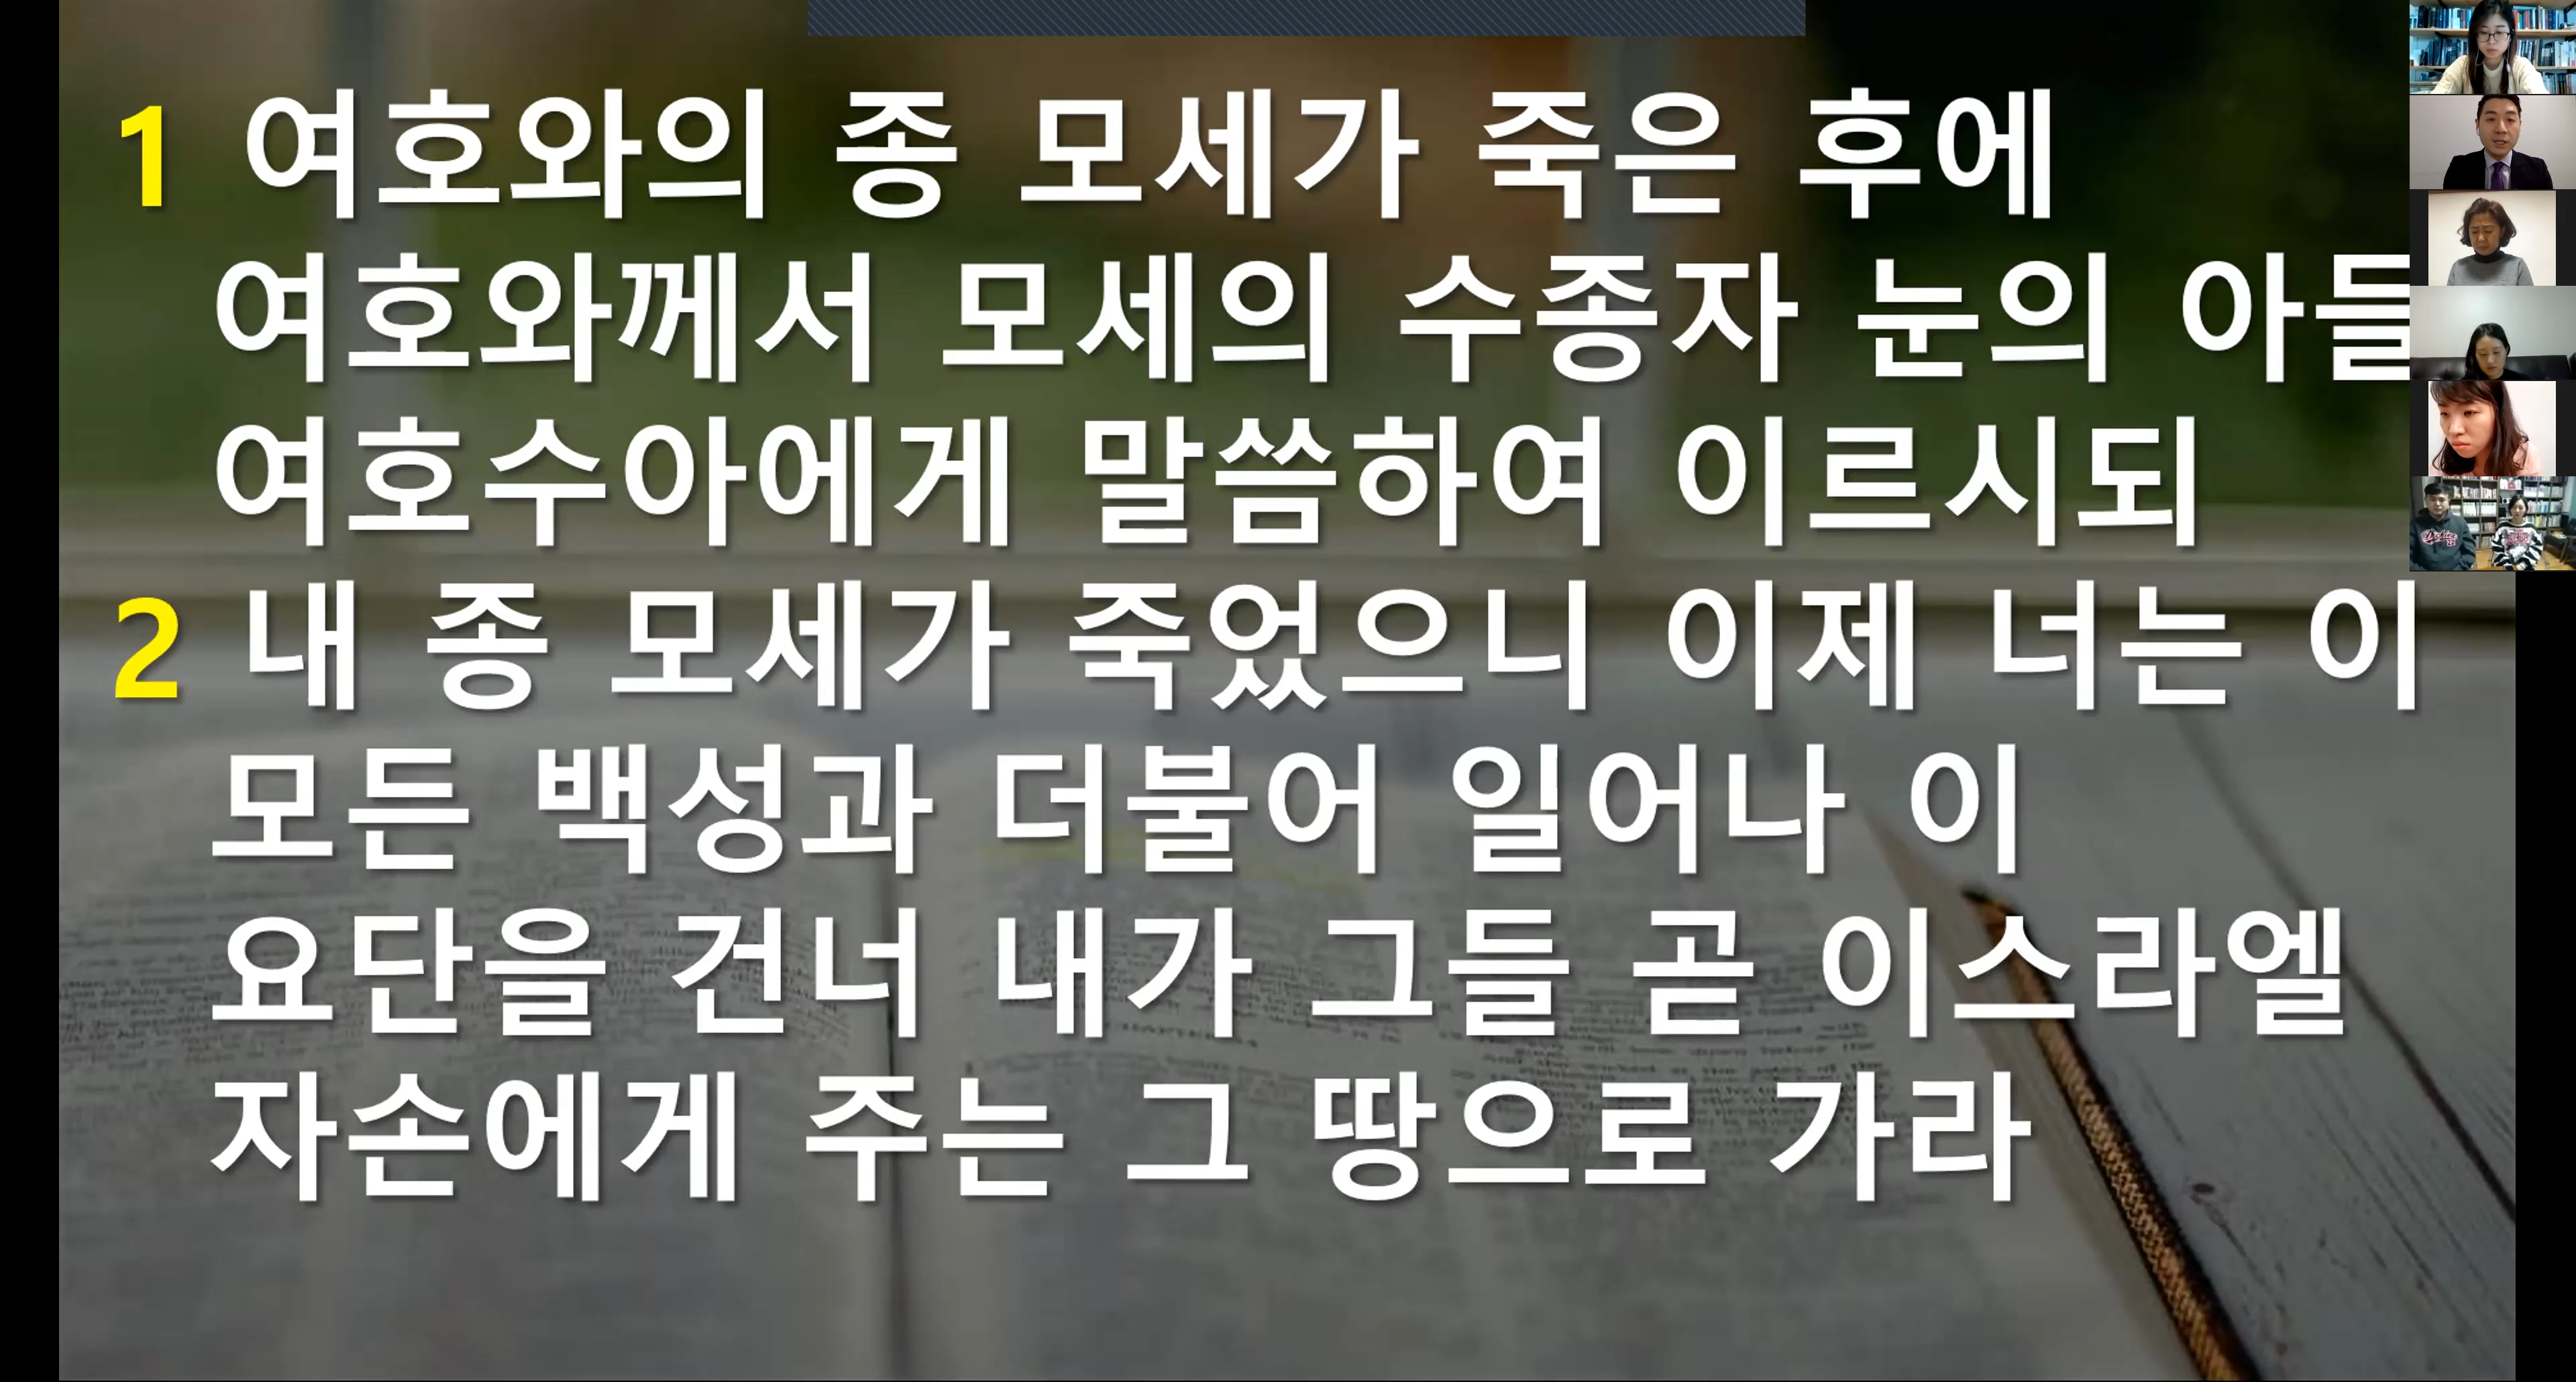 1 여호와의 종 모세가 죽은 후에
여호와께서 모세의 수종자 눈의 아들
여호수아에게 말씀하여 이르시되
2 내 종 모세가 죽었으니 이제 너는 이
모든 백성과 더불어 일어나 이
요단을 건너 내가 그들 곧 이스라엘
자손에게 주는 그 땅으로 가라